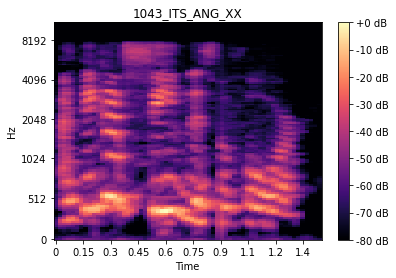 1043_ITS_ANG_XX
8192
4096
2048
1024
512
0
Hz
0 0.15 0.3 0.45 0.6 0.75 0.9 1.1 1.2 1.4
Time
+0 dB
-10 dB
-20 dB
-30 dB
-40 dB
-50 dB
-60 dB
-70 dB
-80 dB